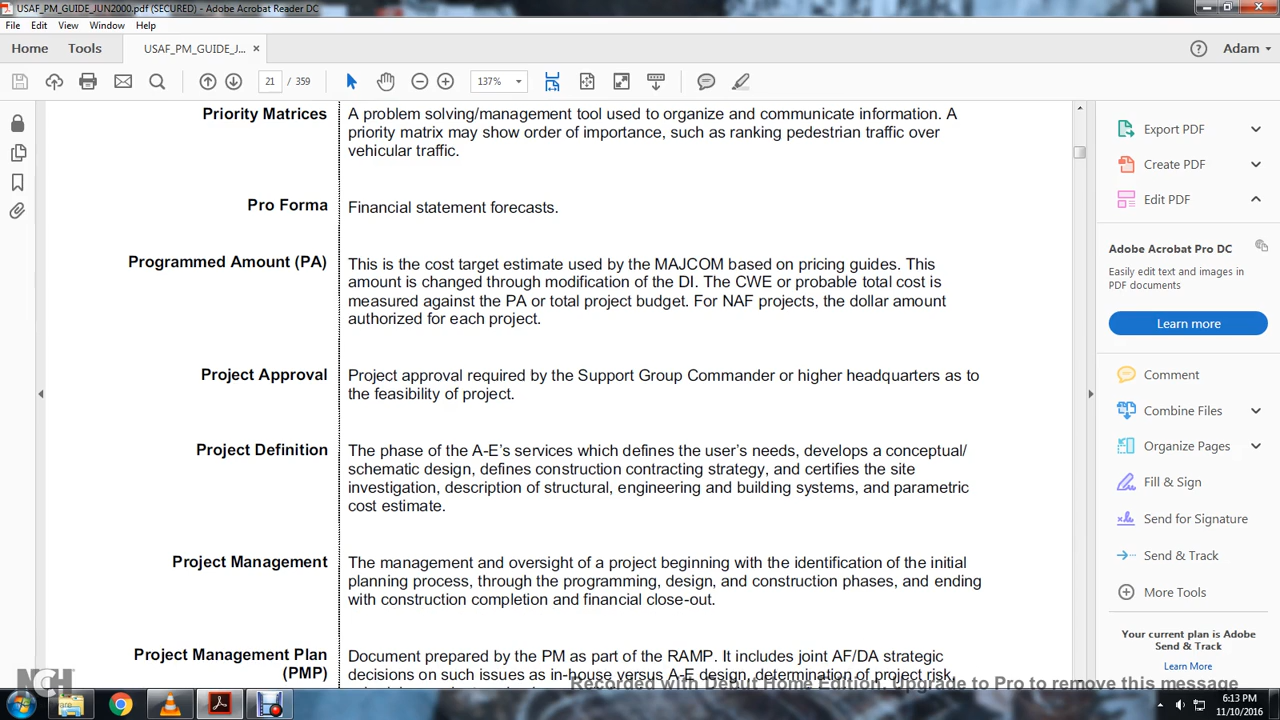 USAF_PM_GUIDE_JUN2000.pdf (SECURED) - Adobe Acrobat Reader DC
File Edit View Window Help
Home Tools USAF_PM_GUIDE_J... × Adam
21 / 359 137%
Priority Matrices
A problem solving/management tool used to organize and communicate information. A
priority matrix may show order of importance, such as ranking pedestrian traffic over
vehicular traffic.
Pro Forma
Financial statement forecasts.
Programmed Amount (PA)
This is the cost target estimate used by the MAJCOM based on pricing guides. This
amount is changed through modification of the DI. The CWE or probable total cost is
measured against the PA or total project budget. For NAF projects, the dollar amount
authorized for each project.
Project Approval
Project approval required by the Support Group Commander or higher headquarters as to
the feasibility of project.
Project Definition
The phase of the A-E's services which defines the user's needs, develops a conceptual/
schematic design, defines construction contracting strategy, and certifies the site
investigation, description of structural, engineering and building systems, and parametric
cost estimate.
Project Management
The management and oversight of a project beginning with the identification of the initial
planning process, through the programming, design, and construction phases, and ending
with construction completion and financial close-out.
Project Management Plan
(PMP)
Document prepared by the PM as part of the RAMP. It includes joint AF/DA strategic
decisions on such issues as in-house versus A-E design, determination of project risk,
Export PDF
Create PDF
Edit PDF
Adobe Acrobat Pro DC
Easily edit text and images in
PDF documents
Learn more
Comment
Combine Files
Organize Pages
Fill & Sign
Send for Signature
Send & Track
More Tools
Your current plan is Adobe
Send & Track
Learn More
NCH
Recorded with Debut Home Edition. Upgrade to Pro to remove this message
6:13 PM
11/10/2016